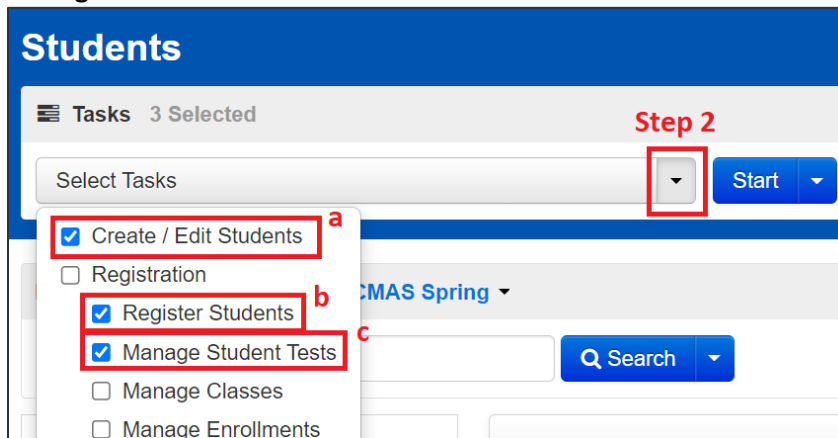 Students
Tasks 3 Selected
Step 2
Select Tasks
Start
a
Create / Edit Students
Registration
CMAS Spring
b
Register Students
c
Manage Student Tests
Search
Manage Classes
Manage Enrollments